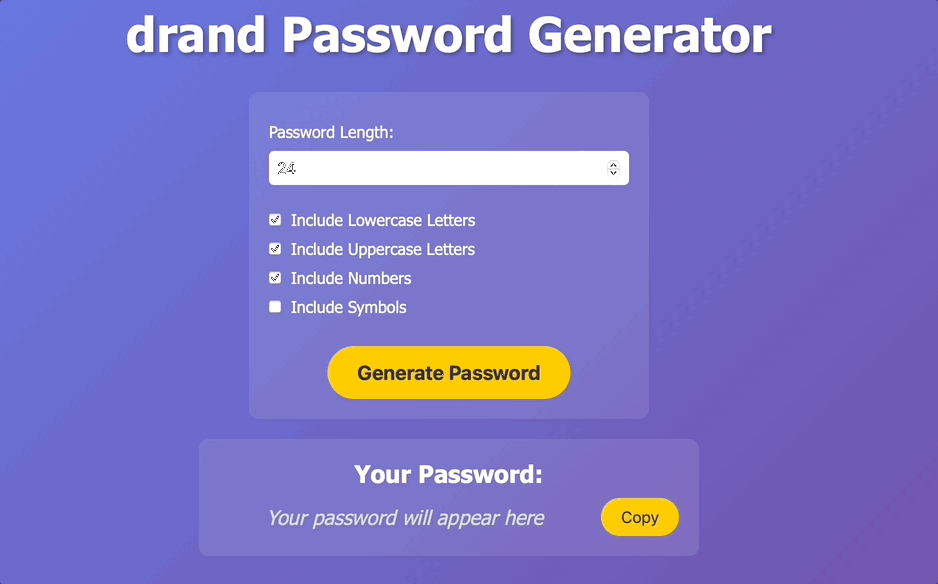 drand Password Generator
Password Length:
24
Include Lowercase Letters
Include Uppercase Letters
Include Numbers
Include Symbols
Generate Password
Your Password:
Your password will appear here
Copy